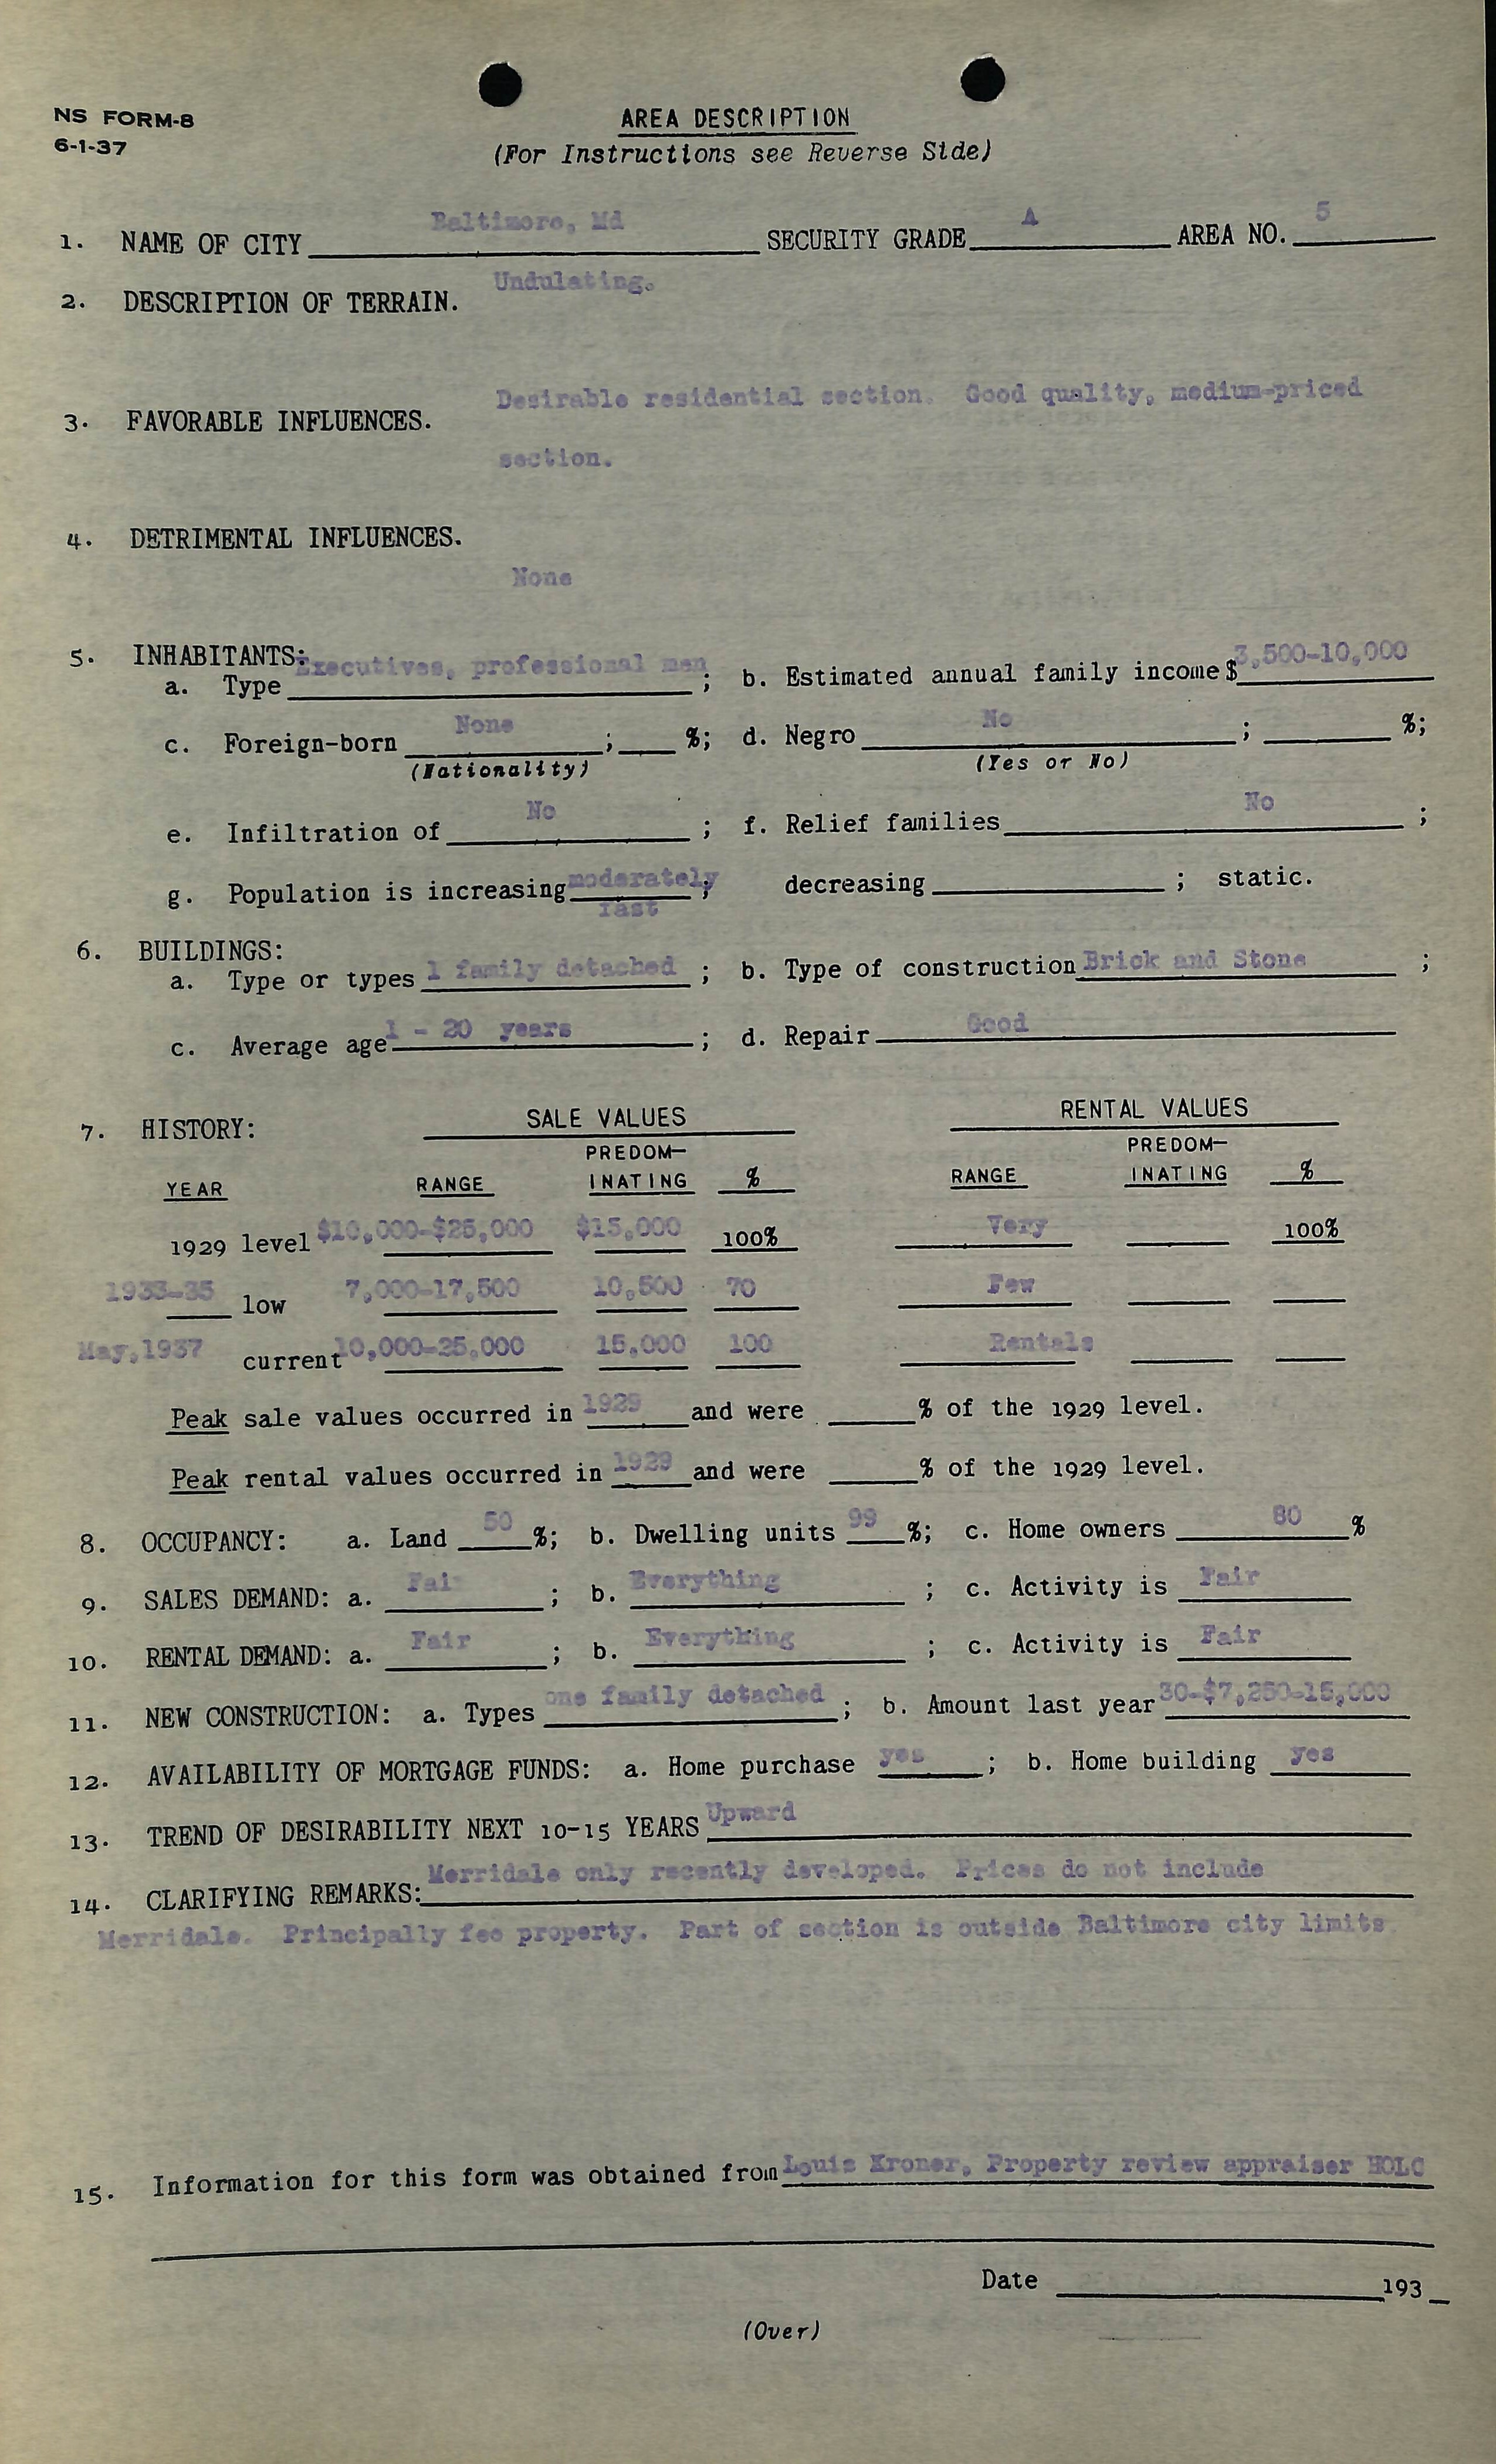 NS FORM-8
6-1-37
AREA DESCRIPTION
(For Instructions see Reverse Side)
1. NAME OF CITY Baltimore, Md SECURITY GRADE A AREA NO. 5
2. DESCRIPTION OF TERRAIN. Undulating.
3. FAVORABLE INFLUENCES. Desirable residential section. Good quality, medium-priced
section.
4. DETRIMENTAL INFLUENCES.
None
5. INHABITANTS:
a. Type Executives, professional men ; b. Estimated annual family income $ 3,500-10,000
c. Foreign-born None ; %; d. Negro No ; %;
(Nationality) (Yes or No)
e. Infiltration of No ; f. Relief families No ;
g. Population is increasing moderately ; decreasing ; static.
fast
6. BUILDINGS:
a. Type or types 1 family detached ; b. Type of construction Brick and Stone ;
c. Average age 1 - 20 years ; d. Repair Good
7. HISTORY: SALE VALUES RENTAL VALUES
PREDOM- PREDOM-
YEAR RANGE INATING % RANGE INATING %
1929 level $10,000-$25,000 $15,000 100% Very 100%
1933-35 low 7,000-17,500 10,500 70 Few
May,1937 current 10,000-25,000 15,000 100 Rentals
Peak sale values occurred in 1929 and were % of the 1929 level.
Peak rental values occurred in 1929 and were % of the 1929 level.
8. OCCUPANCY: a. Land 50 %; b. Dwelling units 99 %; c. Home owners 80 %
9. SALES DEMAND: a. Fair ; b. Everything ; c. Activity is Fair
10. RENTAL DEMAND: a. Fair ; b. Everything ; c. Activity is Fair
11. NEW CONSTRUCTION: a. Types one family detached ; b. Amount last year 30-$7,250-15,000
12. AVAILABILITY OF MORTGAGE FUNDS: a. Home purchase yes ; b. Home building yes
13. TREND OF DESIRABILITY NEXT 10-15 YEARS Upward
14. CLARIFYING REMARKS: Merridale only recently developed. Prices do not include
Merridale. Principally fee property. Part of section is outside Baltimore city limits
15. Information for this form was obtained from Louis Kroner, Property review appraiser HOLC
Date 193
(Over)